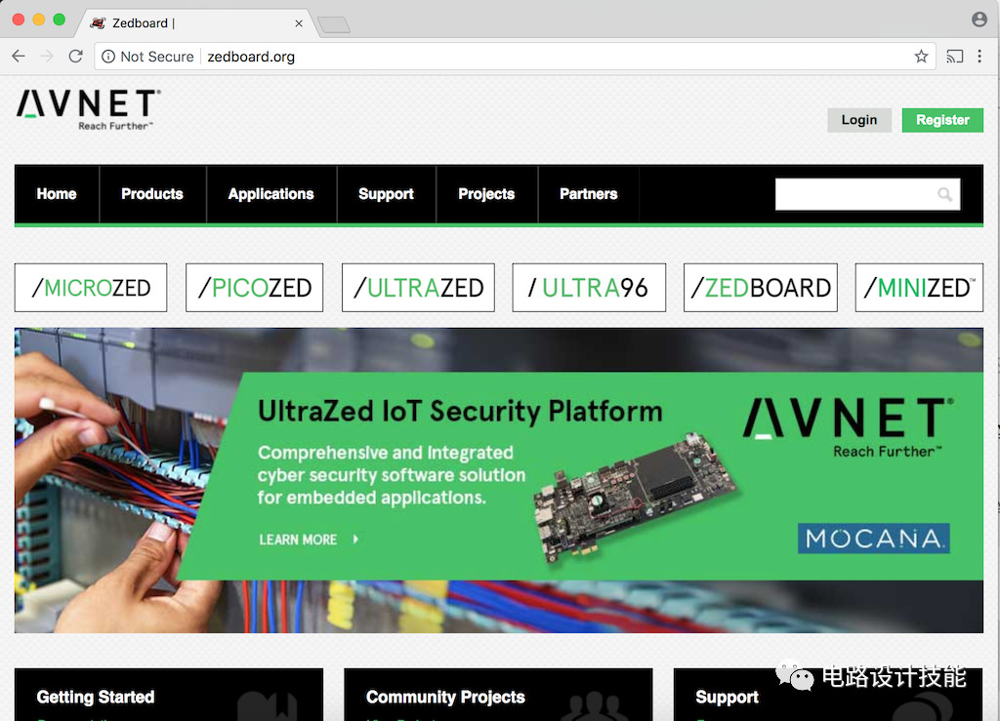 Zedboard |
Not Secure
zedboard.org
AVNET®
Reach Further™
Login
Register
Home
Products
Applications
Support
Projects
Partners
/MICROZED
/PICOZED
/ULTRAZED
/ULTRA96
/ZEDBOARD
/MINIZED™
UltraZed IoT Security Platform
Comprehensive and integrated
cyber security software solution
for embedded applications.
LEARN MORE
AVNET®
Reach Further™
MOCANA.
Getting Started
Community Projects
Support
电路设计技能